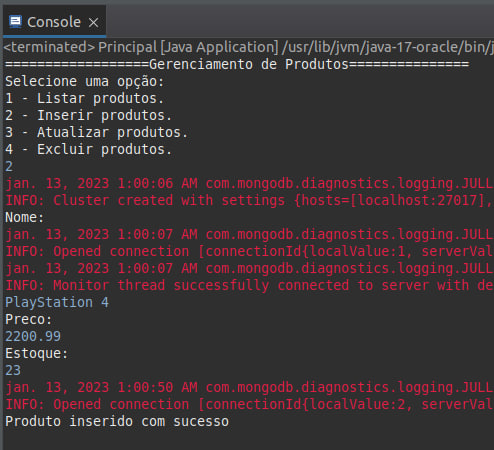 Console
<terminated> Principal [Java Application] /usr/lib/jvm/java-17-oracle/bin/j
==================Gerenciamento de Produtos===============
Selecione uma opção:
1 - Listar produtos.
2 - Inserir produtos.
3 - Atualizar produtos.
4 - Excluir produtos.
2
jan. 13, 2023 1:00:06 AM com.mongodb.diagnostics.logging.JULL
INFO: Cluster created with settings {hosts=[localhost:27017],
Nome:
jan. 13, 2023 1:00:07 AM com.mongodb.diagnostics.logging.JULL
INFO: Opened connection [connectionId{localValue:1, serverVal
jan. 13, 2023 1:00:07 AM com.mongodb.diagnostics.logging.JULL
INFO: Monitor thread successfully connected to server with de
PlayStation 4
Preco:
2200.99
Estoque:
23
jan. 13, 2023 1:00:50 AM com.mongodb.diagnostics.logging.JULL
INFO: Opened connection [connectionId{localValue:2, serverVal
Produto inserido com sucesso